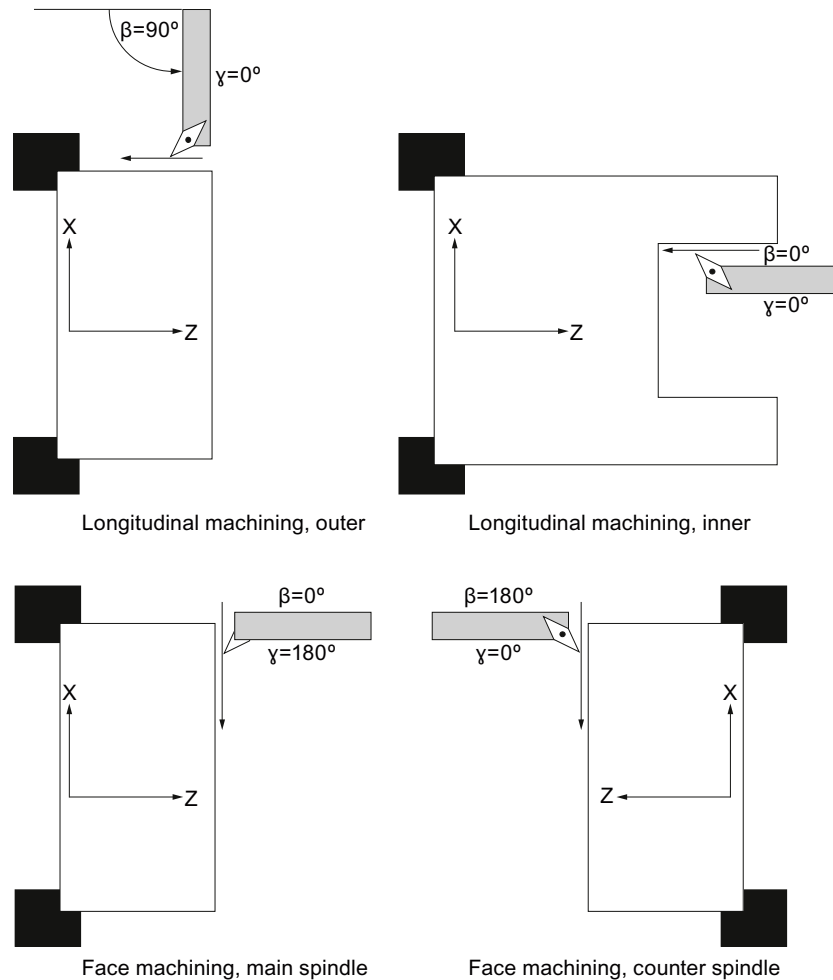 β=90º
ɣ=0º
X
Z
X
β=0º
ɣ=0º
Z
Longitudinal machining, outer
Longitudinal machining, inner
β=0º
ɣ=180º
X
Z
β=180º
ɣ=0º
X
Z
Face machining, main spindle
Face machining, counter spindle